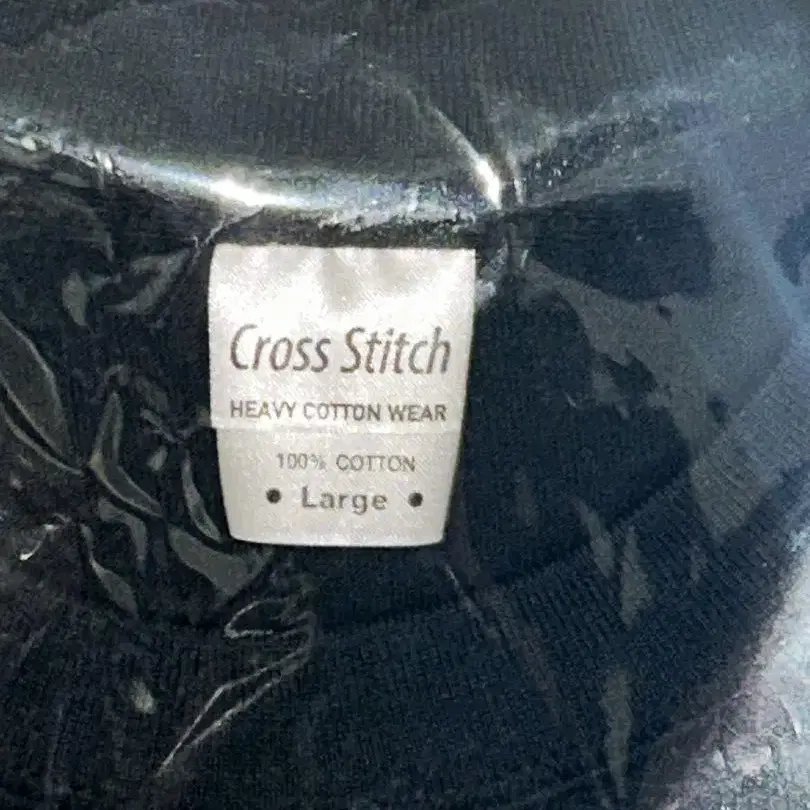 Cross Stitch
HEAVY COTTON WEAR
100% COTTON
• Large •